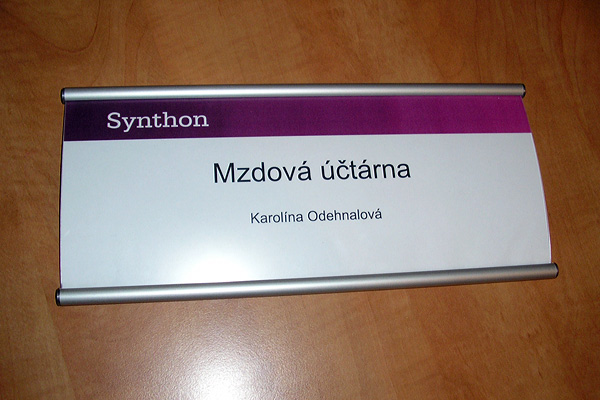 Synthon
Mzdová účtárna
Karolína Odehnalová